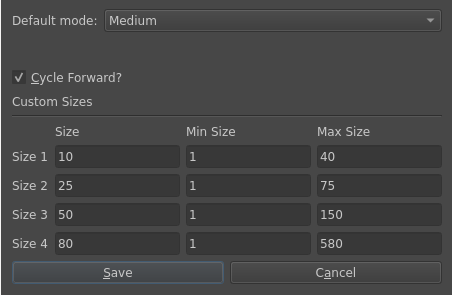 Default mode: Medium
Cycle Forward?
Custom Sizes
Size Min Size Max Size
Size 1 10 1 40
Size 2 25 1 75
Size 3 50 1 150
Size 4 80 1 580
Save Cancel